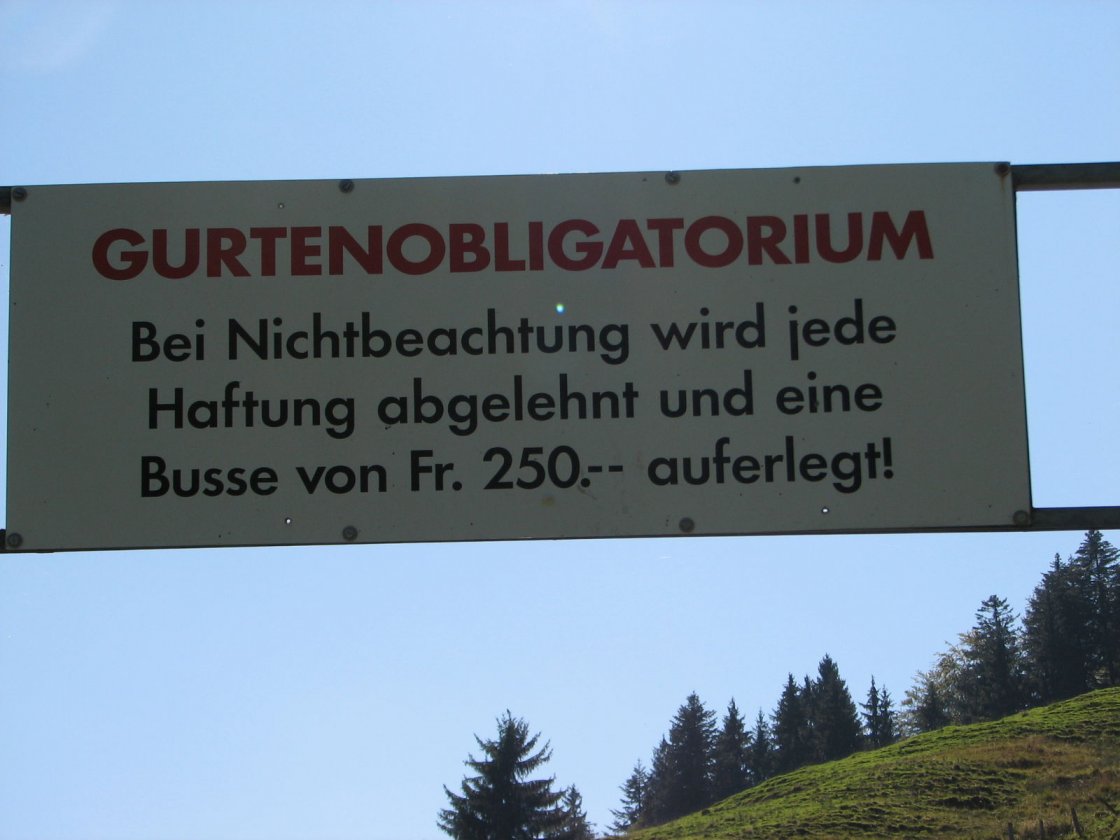 GURTENOBLIGATORIUM
Bei Nichtbeachtung wird jede
Haftung abgelehnt und eine
Busse von Fr. 250.-- auferlegt!